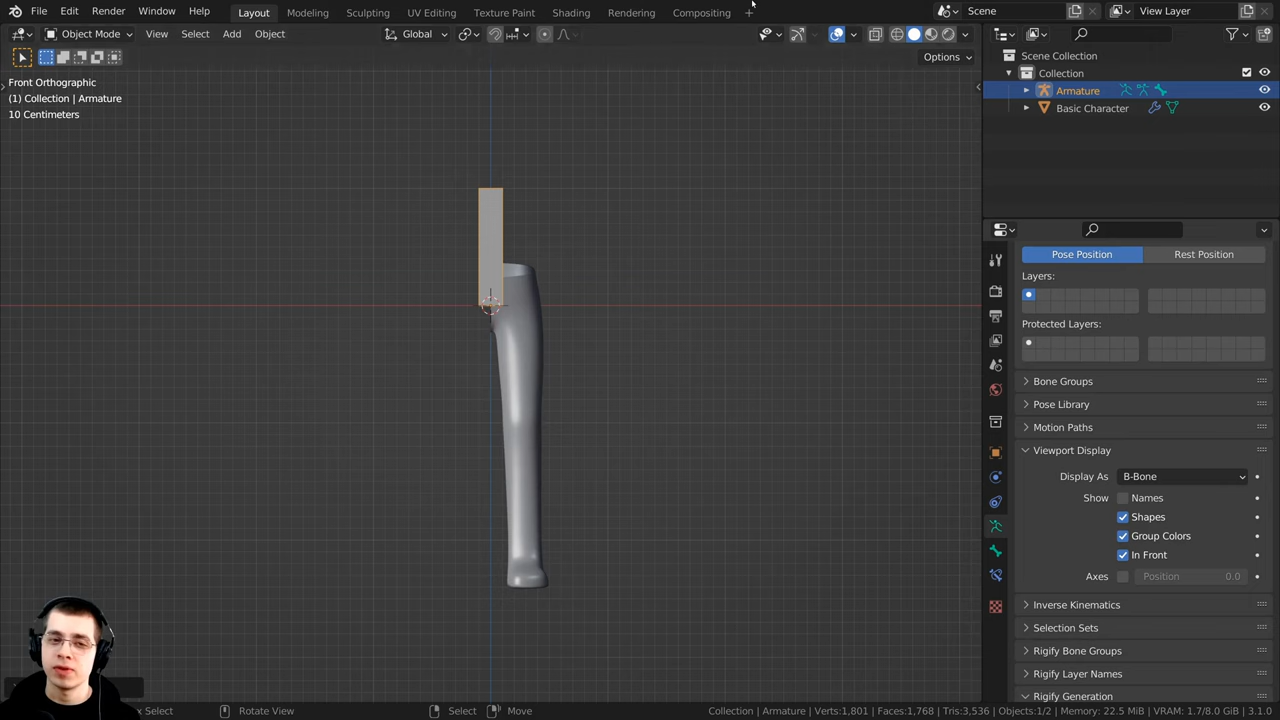 File Edit Render Window Help Layout Modeling Sculpting UV Editing Texture Paint Shading Animation Rendering Compositing Scene View Layer
Object Mode View Select Add Object Global
Options
Front Orthographic
(1) Collection | Armature
10 Centimeters
Scene Collection
Collection
Armature
Basic Character
Pose Position Rest Position
Layers:
Protected Layers:
Bone Groups
Pose Library
Motion Paths
Viewport Display
Display As B-Bone
Show Names
Shapes
Group Colors
In Front
Axes Position 0.0
Inverse Kinematics
Selection Sets
Rigify Bone Groups
Rigify Layer Names
Rigify Generation
x Select Rotate View Select Move Collection | Armature | Verts:1,801 | Faces:1,768 | Tris:3,536 | Objects:1/2 | Memory: 22.5 MiB | VRAM: 1.7/8.0 GiB | 3.1.0